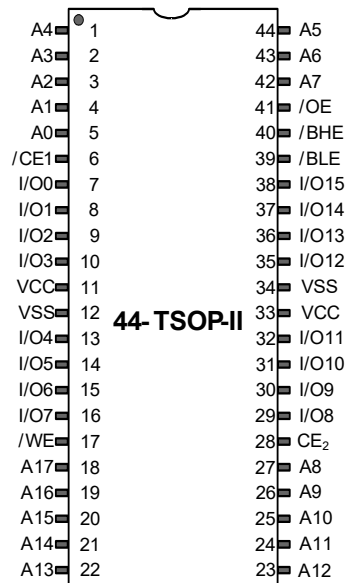 A4 1 44 A5
A3 2 43 A6
A2 3 42 A7
A1 4 41 /OE
A0 5 40 /BHE
/CE1 6 39 /BLE
I/O0 7 38 I/O15
I/O1 8 37 I/O14
I/O2 9 36 I/O13
I/O3 10 35 I/O12
VCC 11 34 VSS
VSS 12 33 VCC
44-TSOP-II
I/O4 13 32 I/O11
I/O5 14 31 I/O10
I/O6 15 30 I/O9
I/O7 16 29 I/O8
/WE 17 28 CE₂
A17 18 27 A8
A16 19 26 A9
A15 20 25 A10
A14 21 24 A11
A13 22 23 A12